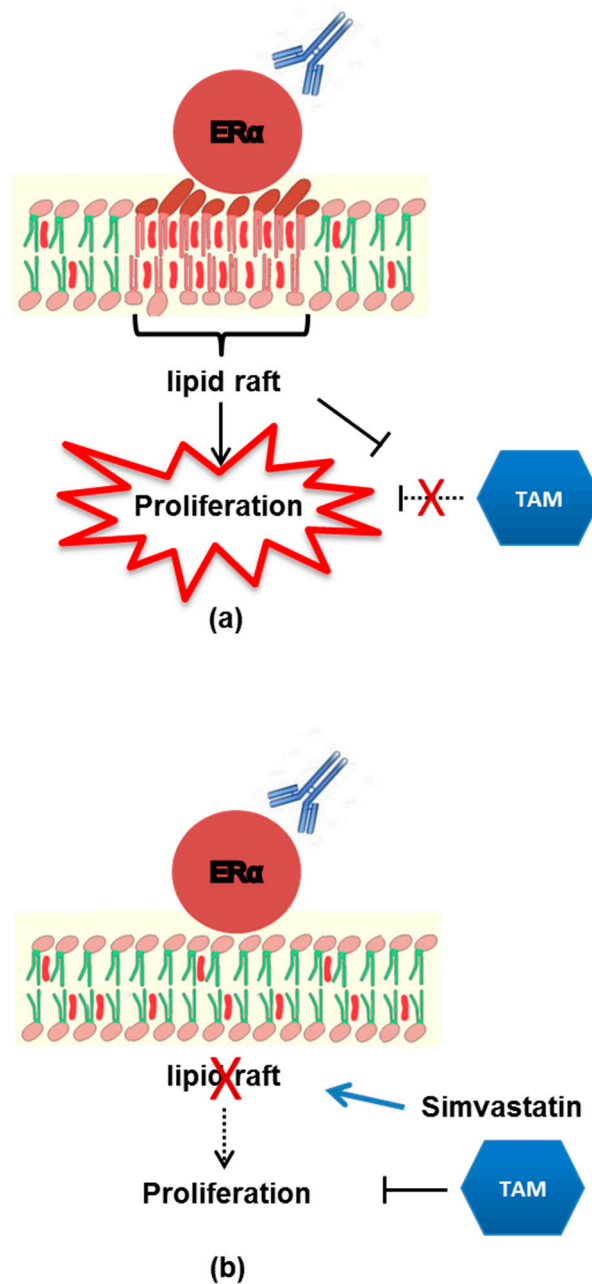 ERα
lipid raft
Proliferation
TAM
(a)
ERα
lipid raft
Simvastatin
Proliferation
TAM
(b)